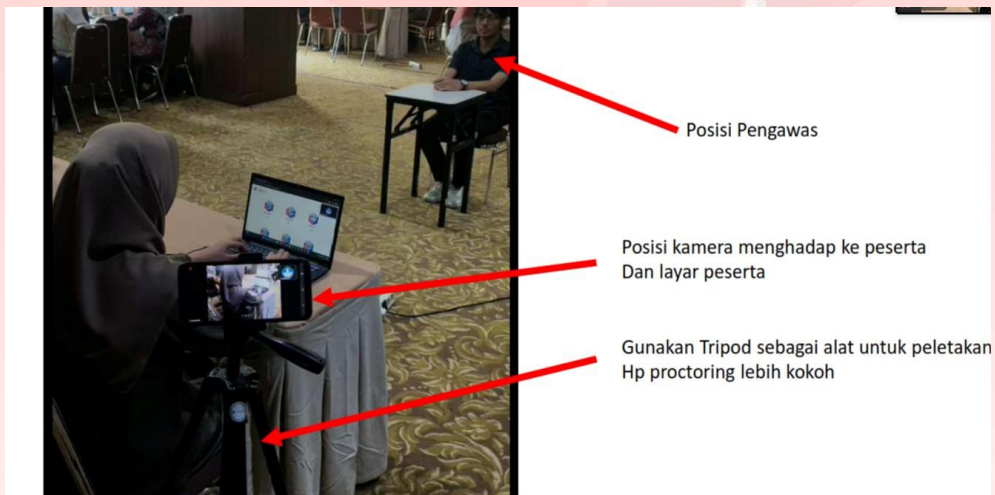 Posisi Pengawas
Posisi kamera menghadap ke peserta
Dan layar peserta
Gunakan Tripod sebagai alat untuk peletakan
Hp proctoring lebih kokoh